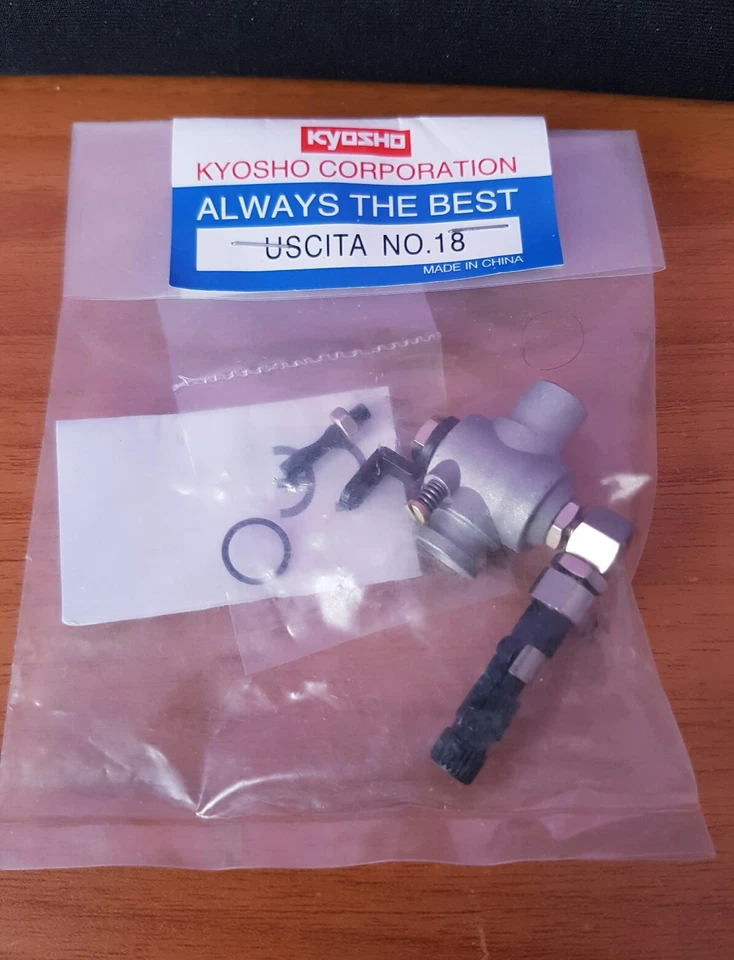 KYOSHO
KYOSHO CORPORATION
ALWAYS THE BEST
USCITA NO.18
MADE IN CHINA